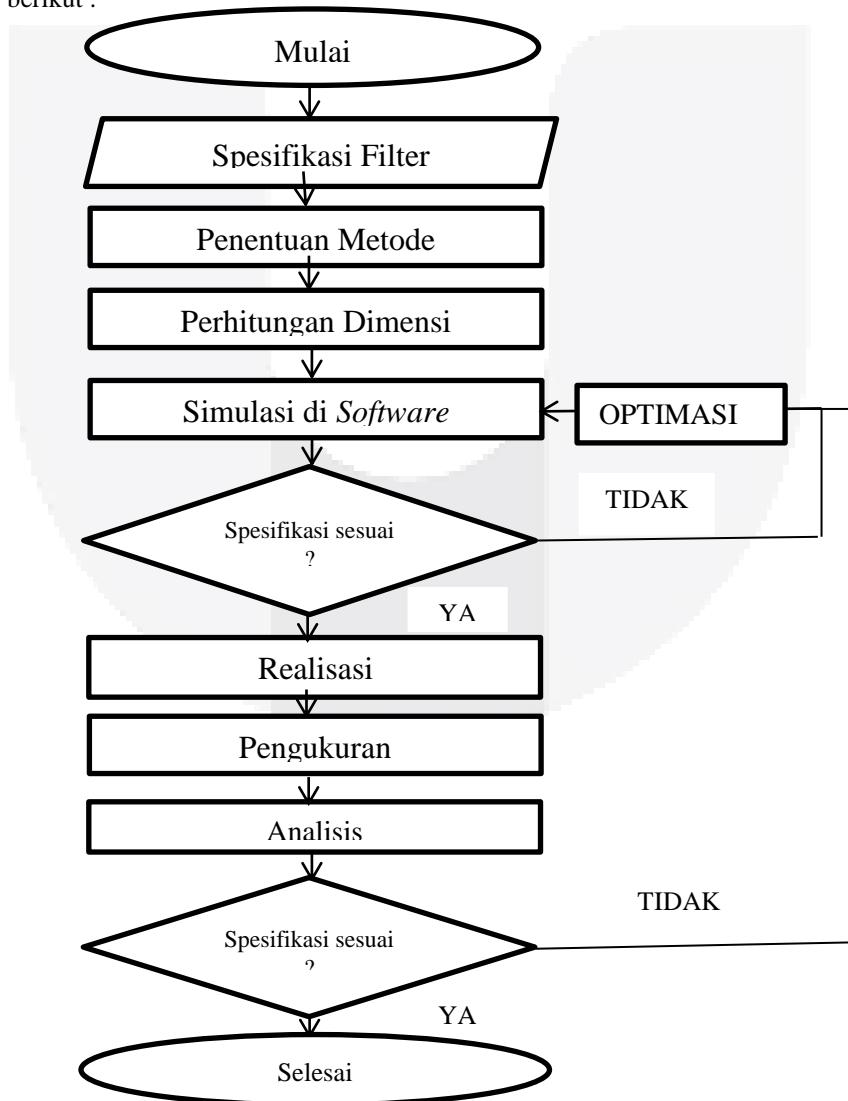 berikut :
Mulai
Spesifikasi Filter
Penentuan Metode
Perhitungan Dimensi
Simulasi di Software
OPTIMASI
TIDAK
Spesifikasi sesuai
?
YA
Realisasi
Pengukuran
Analisis
TIDAK
Spesifikasi sesuai
?
YA
Selesai